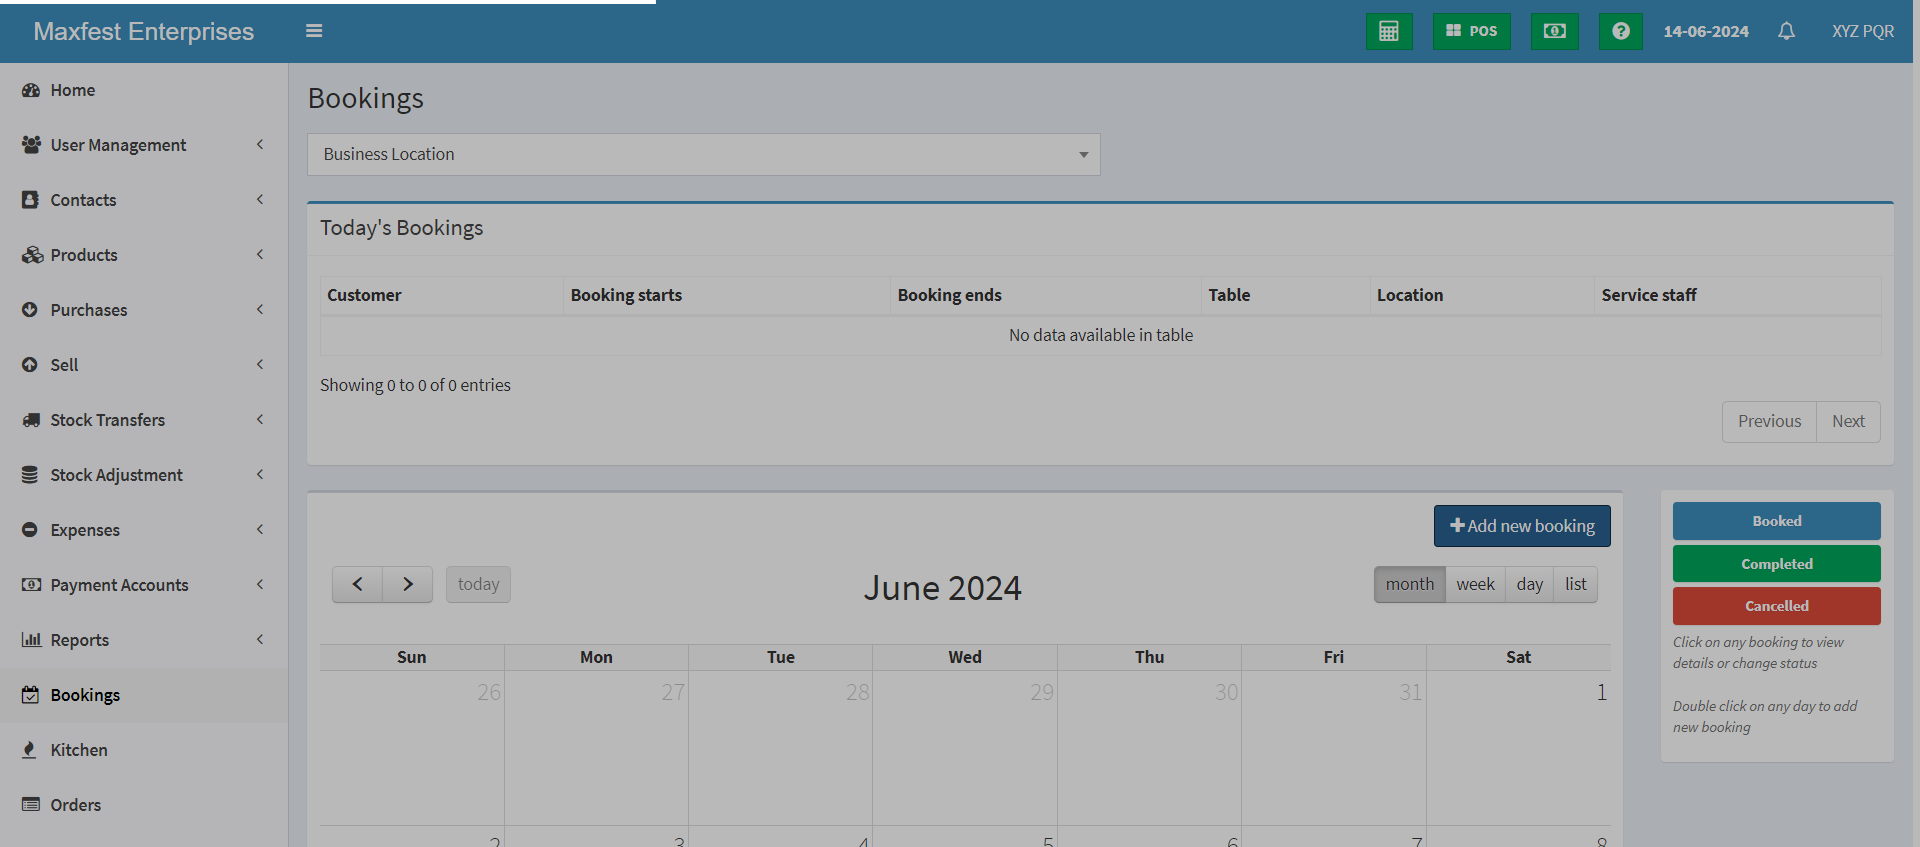 Maxfest Enterprises
POS
14-06-2024
XYZ PQR
Home
User Management
Contacts
Products
Purchases
Sell
Stock Transfers
Stock Adjustment
Expenses
Payment Accounts
Reports
Bookings
Kitchen
Orders
Bookings
Business Location
Today's Bookings
Customer Booking starts Booking ends Table Location Service staff
No data available in table
Showing 0 to 0 of 0 entries
Previous Next
Add new booking
today June 2024 month week day list
Sun Mon Tue Wed Thu Fri Sat
26 27 28 29 30 31 1
2 3 4 5 6 7 8
Booked
Completed
Cancelled
Click on any booking to view
details or change status
Double click on any day to add
new booking